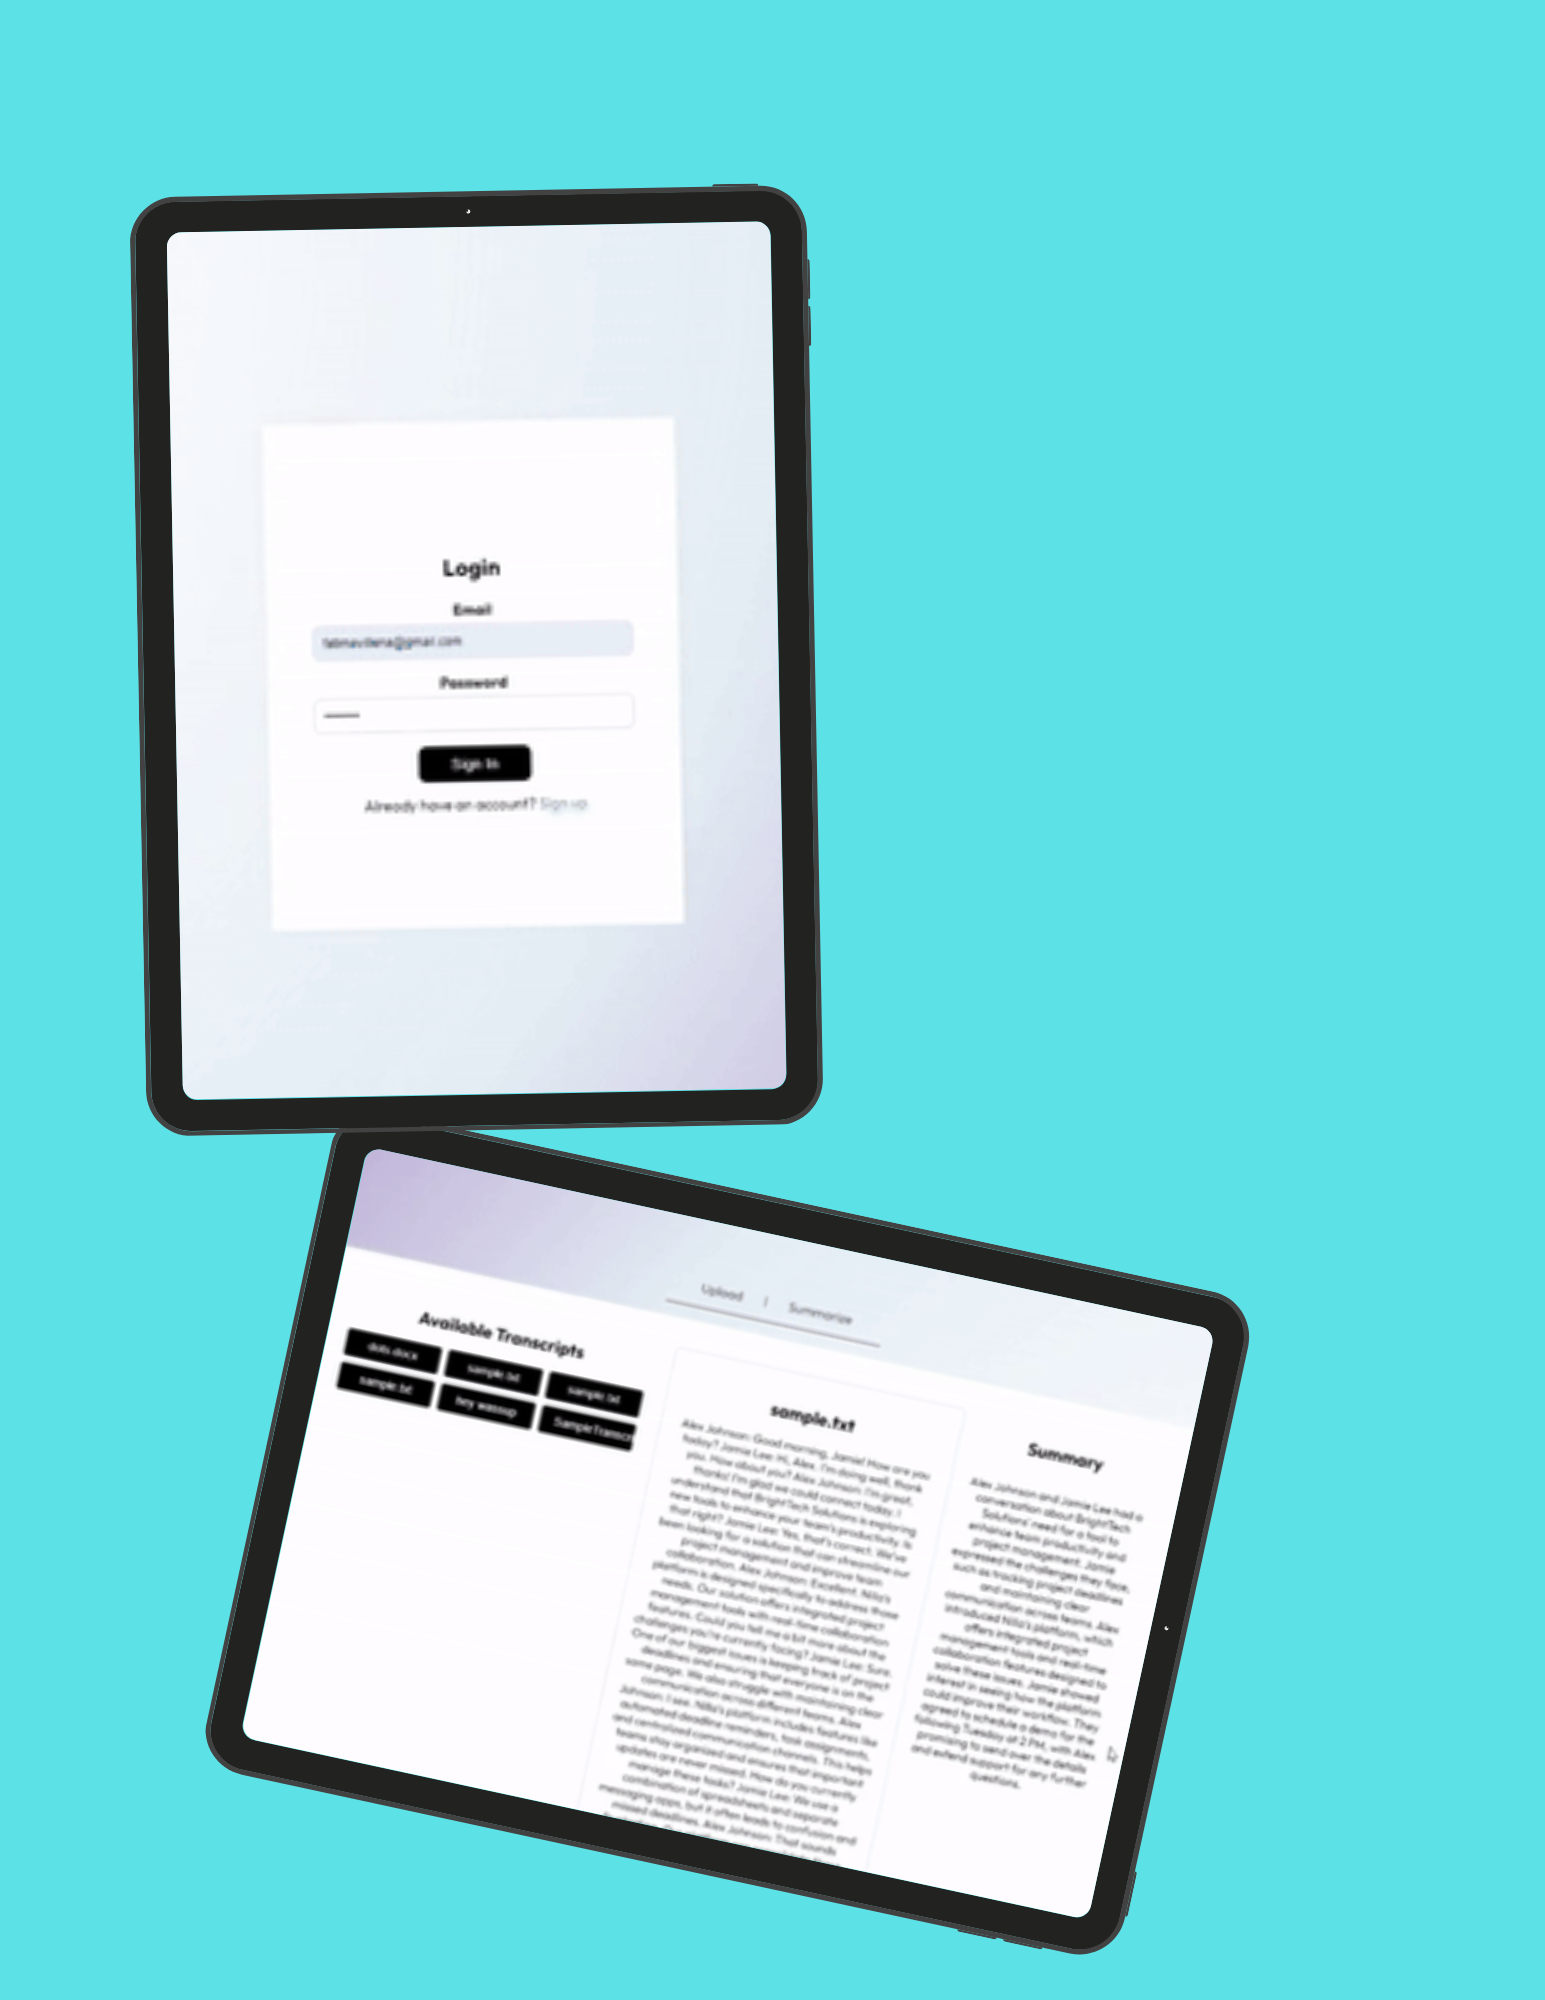 Login
Email
Password
Sign In
Already have an account? Sign up.
Upload | Summarize
Available Transcripts
dots.docx
sample.txt
sample.txt
sample.txt
hey wassup
SampleTranscr
sample.txt
Alex Johnson: Good morning, Jamie! How are you
today? Jamie Lee: Hi, Alex. I'm doing well, thank
you. How about you? Alex Johnson: I'm great,
thanks! I'm glad we could connect today. I
understand that BrightTech Solutions is exploring
new tools to enhance your team's productivity. Is
that right? Jamie Lee: Yes, that's correct. We've
been looking for a solution that can streamline our
project management and improve team
collaboration. Alex Johnson: Excellent. Nilla's
platform is designed specifically to address those
needs. Our solution offers integrated project
management tools with real-time collaboration
features. Could you tell me a bit more about the
challenges you're currently facing? Jamie Lee: Sure.
One of our biggest issues is keeping track of project
deadlines and ensuring that everyone is on the
same page. We also struggle with maintaining clear
communication across different teams. Alex
Johnson: I see. Nilla's platform includes features like
automated deadline reminders, task assignments,
and centralized communication channels. This helps
teams stay organized and ensures that important
updates are never missed. How do you currently
manage these tasks? Jamie Lee: We use a
combination of spreadsheets and separate
messaging apps, but it often leads to confusion and
missed deadlines. Alex Johnson: That sounds
Summary
Alex Johnson and Jamie Lee had a
conversation about BrightTech
Solutions' need for a tool to
enhance team productivity and
project management. Jamie
expressed the challenges they face,
such as tracking project deadlines
and maintaining clear
communication across teams. Alex
introduced Nilla's platform, which
offers integrated project
management tools and real-time
collaboration features designed to
solve these issues. Jamie showed
interest in seeing how the platform
could improve their workflow. They
agreed to schedule a demo for the
following Tuesday at 2 PM, with Alex
promising to send over the details
and extend support for any further
questions.